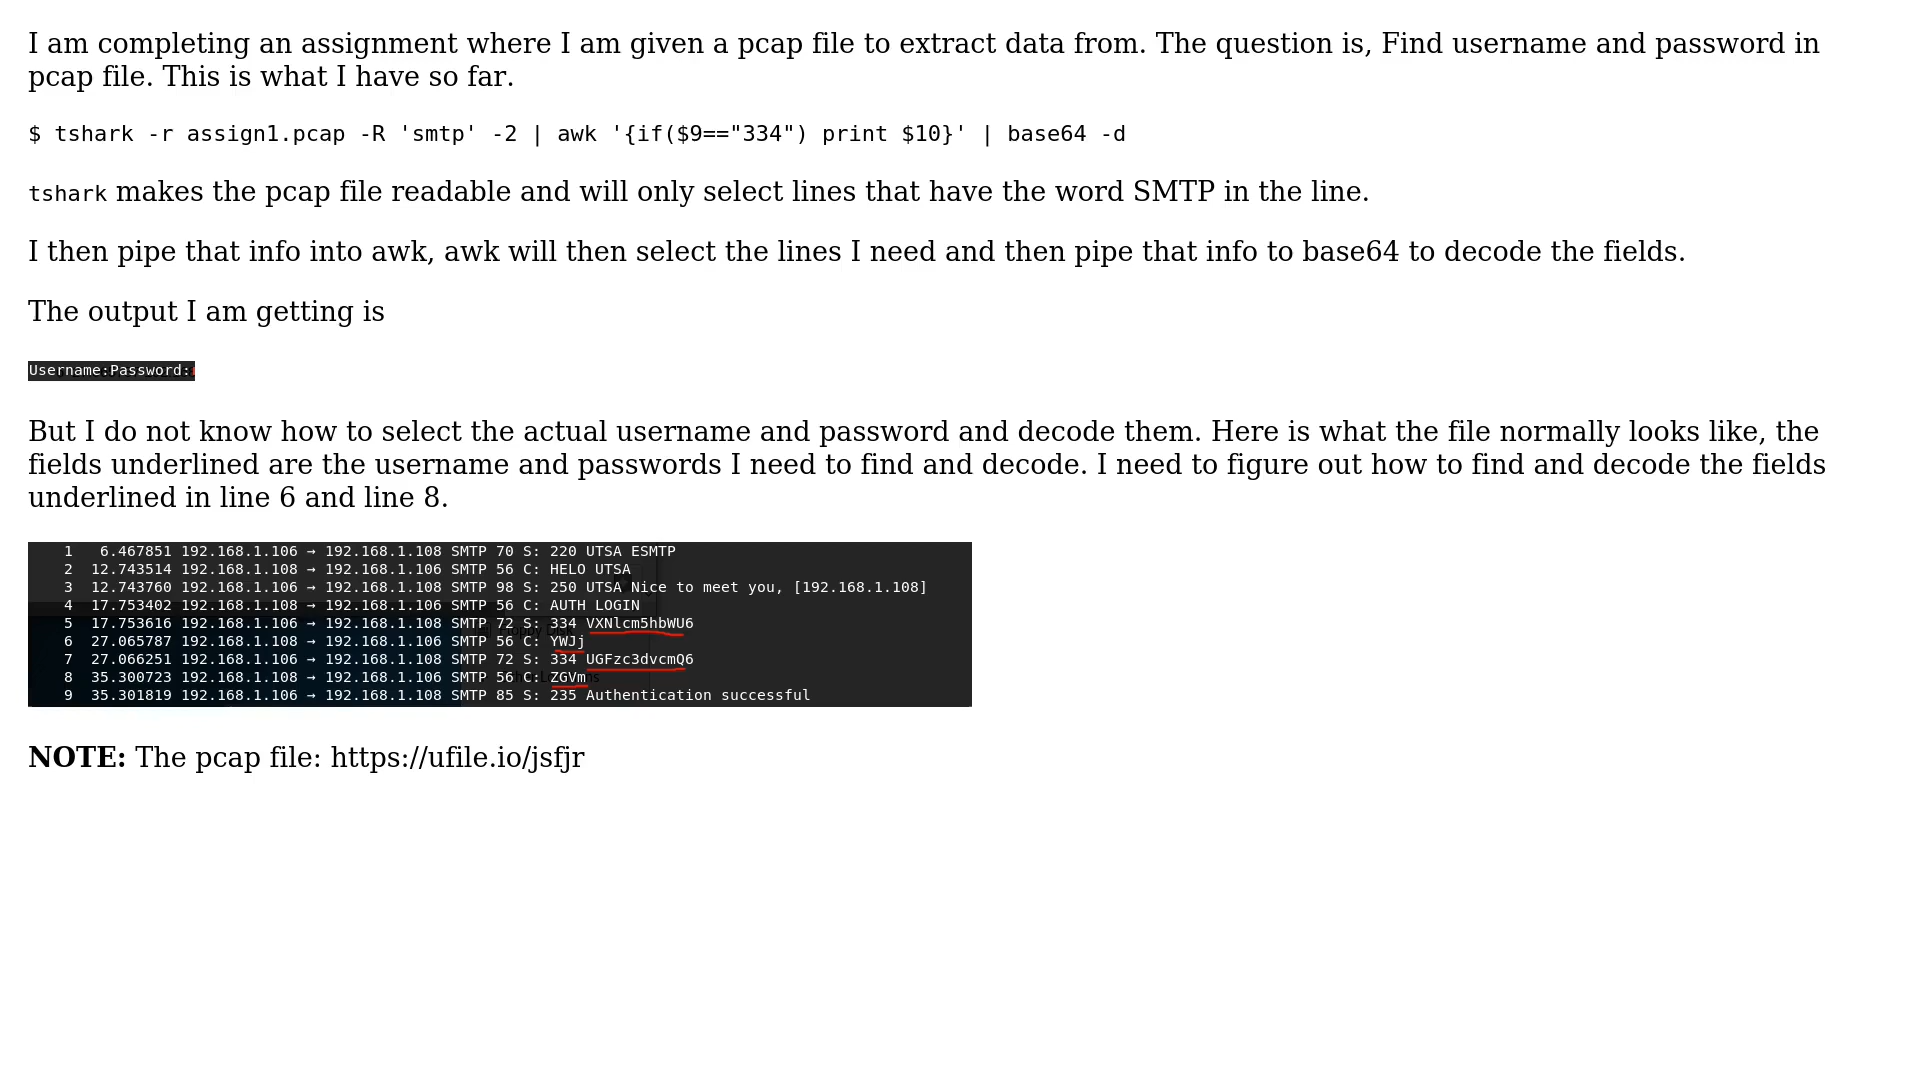 I am completing an assignment where I am given a pcap file to extract data from. The question is, Find username and password in
pcap file. This is what I have so far.
$ tshark -r assign1.pcap -R 'smtp' -2 | awk '{if($9=="334") print $10}' | base64 -d
tshark makes the pcap file readable and will only select lines that have the word SMTP in the line.
I then pipe that info into awk, awk will then select the lines I need and then pipe that info to base64 to decode the fields.
The output I am getting is
Username:Password:
But I do not know how to select the actual username and password and decode them. Here is what the file normally looks like, the
fields underlined are the username and passwords I need to find and decode. I need to figure out how to find and decode the fields
underlined in line 6 and line 8.
1 6.467851 192.168.1.106 → 192.168.1.108 SMTP 70 S: 220 UTSA ESMTP
2 12.743514 192.168.1.108 → 192.168.1.106 SMTP 56 C: HELO UTSA
3 12.743760 192.168.1.106 → 192.168.1.108 SMTP 98 S: 250 UTSA Nice to meet you, [192.168.1.108]
4 17.753402 192.168.1.108 → 192.168.1.106 SMTP 56 C: AUTH LOGIN
5 17.753616 192.168.1.106 → 192.168.1.108 SMTP 72 S: 334 VXNlcm5hbWU6
6 27.065787 192.168.1.108 → 192.168.1.106 SMTP 56 C: YWJj
7 27.066251 192.168.1.106 → 192.168.1.108 SMTP 72 S: 334 UGFzc3dvcmQ6
8 35.300723 192.168.1.108 → 192.168.1.106 SMTP 56 C: ZGVm
9 35.301819 192.168.1.106 → 192.168.1.108 SMTP 85 S: 235 Authentication successful
NOTE: The pcap file: https://ufile.io/jsfjr